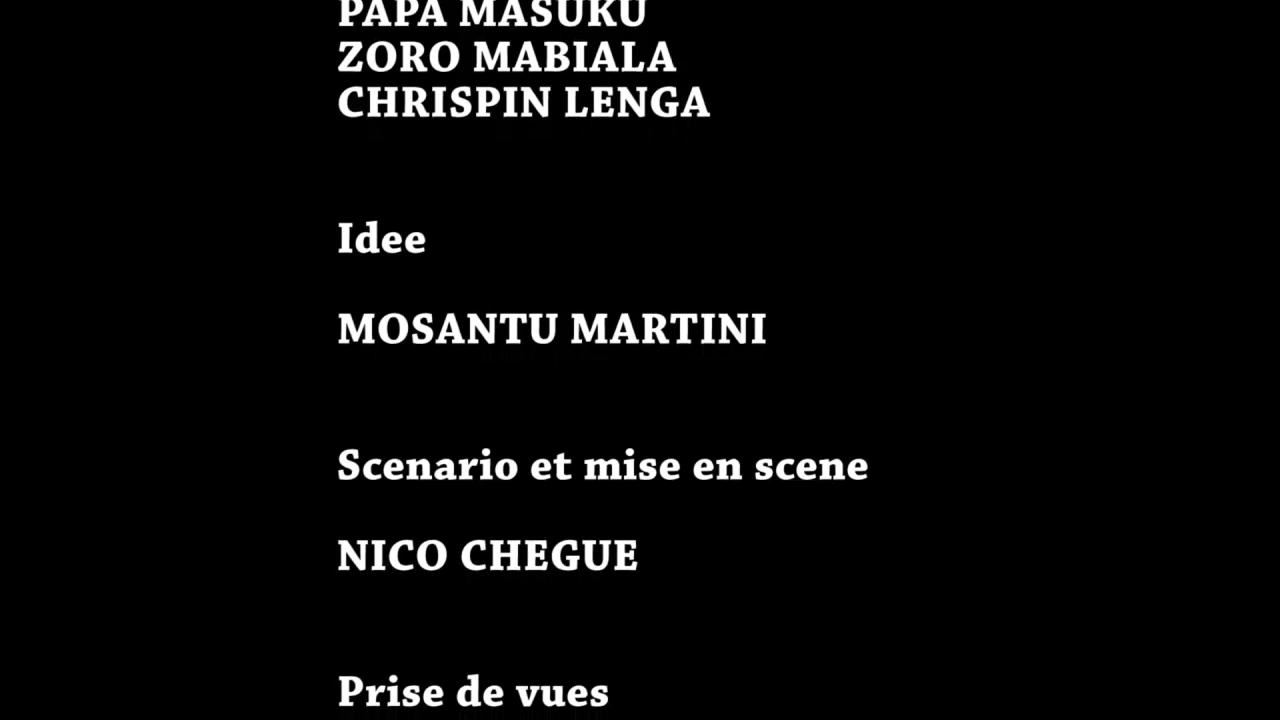 PAPA MASUKU
ZORO MABIALA
CHRISPIN LENGA
Idee
MOSANTU MARTINI
Scenario et mise en scene
NICO CHEGUE
Prise de vues